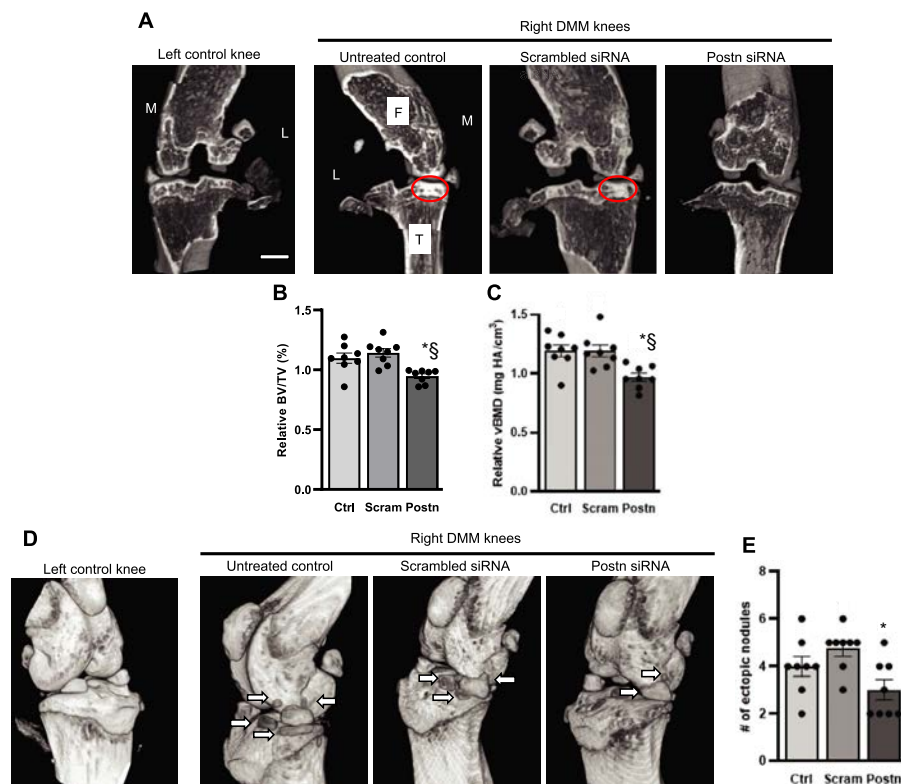 A
Right DMM knees
Left control knee
Untreated control
Scrambled siRNA
Postn siRNA
M
L
F
M
L
T
B
Relative BV/TV (%)
1.5
1.0
0.5
0.0
*§
Ctrl Scram Postn
C
Relative vBMD (mg HA/cm³)
1.5
1.0
0.5
0.0
*§
Ctrl Scram Postn
D
Right DMM knees
Left control knee
Untreated control
Scrambled siRNA
Postn siRNA
E
# of ectopic nodules
8
6
4
2
0
*
Ctrl Scram Postn